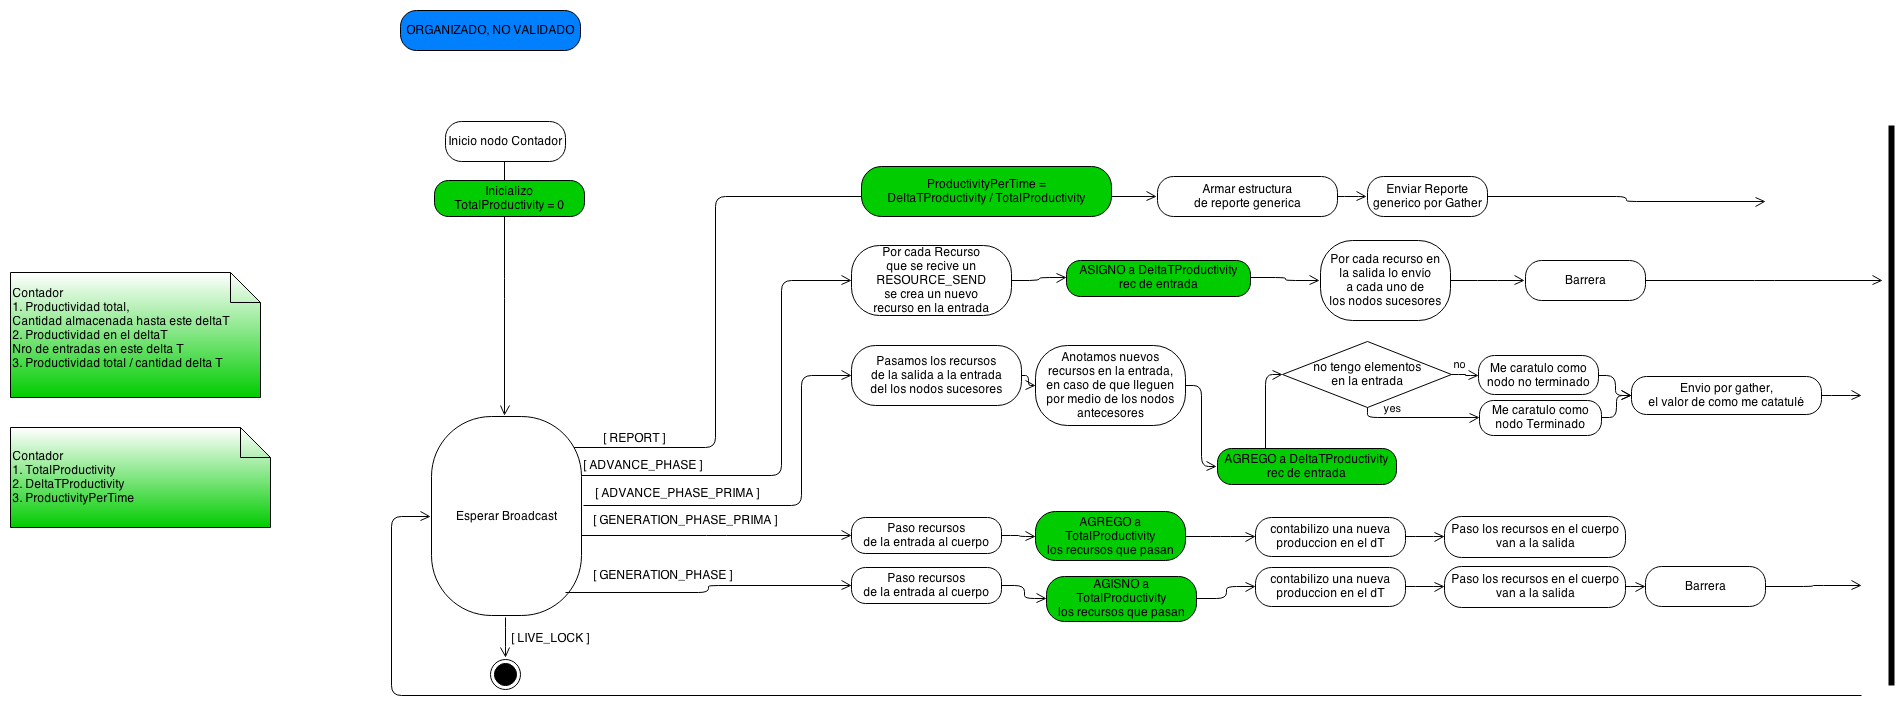 ORGANIZADO, NO VALIDADO
Inicio nodo Contador
Inicializo
TotalProductivity = 0
Contador
1. Productividad total,
Cantidad almacenada hasta este deltaT
2. Productividad en el deltaT
Nro de entradas en este delta T
3. Productividad total / cantidad delta T
Contador
1. TotalProductivity
2. DeltaTProductivity
3. ProductivityPerTime
Esperar Broadcast
[ REPORT ]
ProductivityPerTime =
DeltaTProductivity / TotalProductivity
Armar estructura
de reporte generica
Enviar Reporte
generico por Gather
[ ADVANCE_PHASE ]
Por cada Recurso
que se recive un
RESOURCE_SEND
se crea un nuevo
recurso en la entrada
ASIGNO a DeltaTProductivity
rec de entrada
Por cada recurso en
la salida lo envio
a cada uno de
los nodos sucesores
Barrera
[ ADVANCE_PHASE_PRIMA ]
Pasamos los recursos
de la salida a la entrada
del los nodos sucesores
Anotamos nuevos
recursos en la entrada,
en caso de que lleguen
por medio de los nodos
antecesores
AGREGO a DeltaTProductivity
rec de entrada
no tengo elementos
en la entrada
no
yes
Me caratulo como
nodo no terminado
Me caratulo como
nodo Terminado
Envio por gather,
el valor de como me catatulé
[ GENERATION_PHASE_PRIMA ]
Paso recursos
de la entrada al cuerpo
AGREGO a
TotalProductivity
los recursos que pasan
contabilizo una nueva
produccion en el dT
Paso los recursos en el cuerpo
van a la salida
[ GENERATION_PHASE ]
Paso recursos
de la entrada al cuerpo
AGISNO a
TotalProductivity
los recursos que pasan
contabilizo una nueva
produccion en el dT
Paso los recursos en el cuerpo
van a la salida
Barrera
[ LIVE_LOCK ]